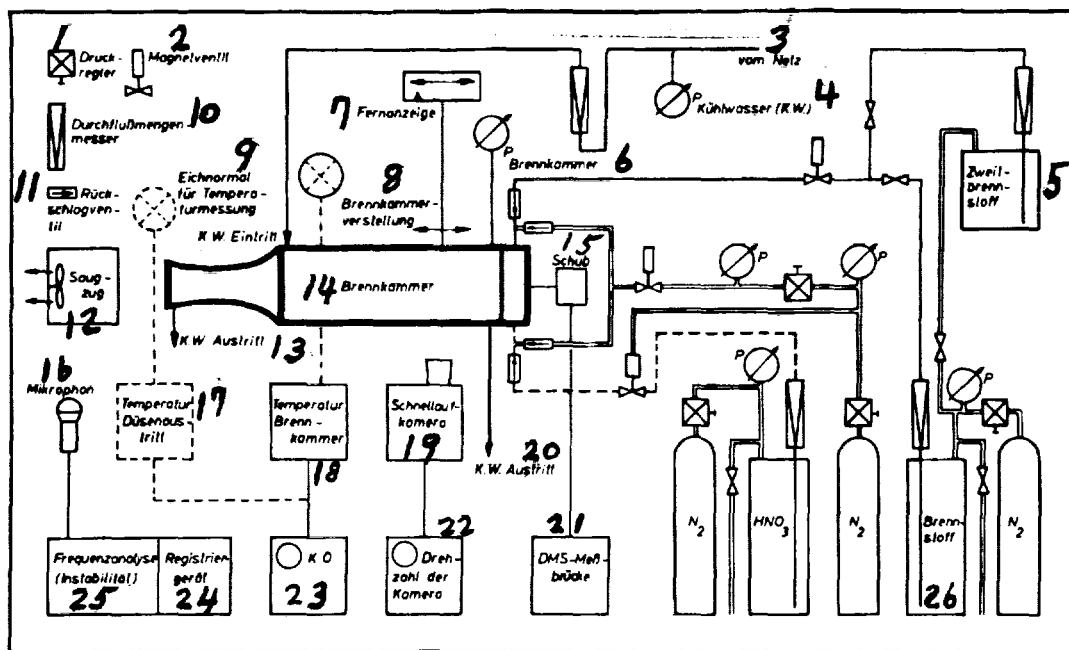 1
Druck-
regler
2
Magnetventil
3
vom Netz
P
Kühlwasser (K.W.)
4
10
Durchflußmengen-
messer
7
Fernanzeige
P
Brennkammer
6
9
Eichnormal
für Tempera-
turmessung
11
Rück-
schlagven-
til
8
Brennkammer-
verstellung
Zweit-
brenn-
stoff
5
K.W. Eintritt
15
Schub
P
P
Saug-
zug
12
14
Brennkammer
K.W. Austritt
13
P
P
16
Mikrophon
Temperatur
Düsenaus-
tritt
17
Temperatur
Brenn-
kammer
18
Schnellauf-
kamera
19
K.W. Austritt
20
21
22
N2
HNO3
N2
Brenn-
stoff
26
N2
Frequenzanalyse
(Instabilität)
25
Registrier-
gerät
24
K O
23
Dreh-
zahl der
Kamera
DMS-Meß-
brücke